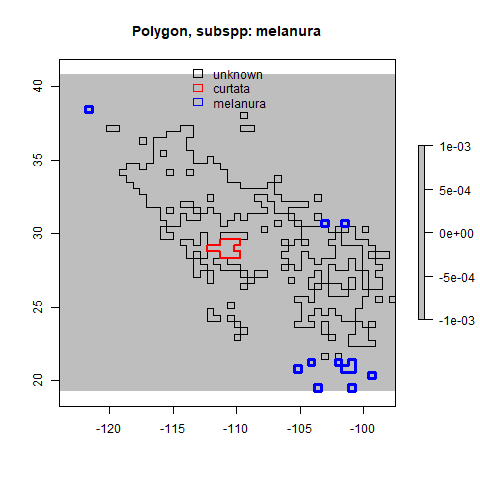 Polygon, subspp: melanura
unknown
curtata
melanura
40
35
30
25
20
-120
-115
-110
-105
-100
1e-03
5e-04
0e+00
-5e-04
-1e-03